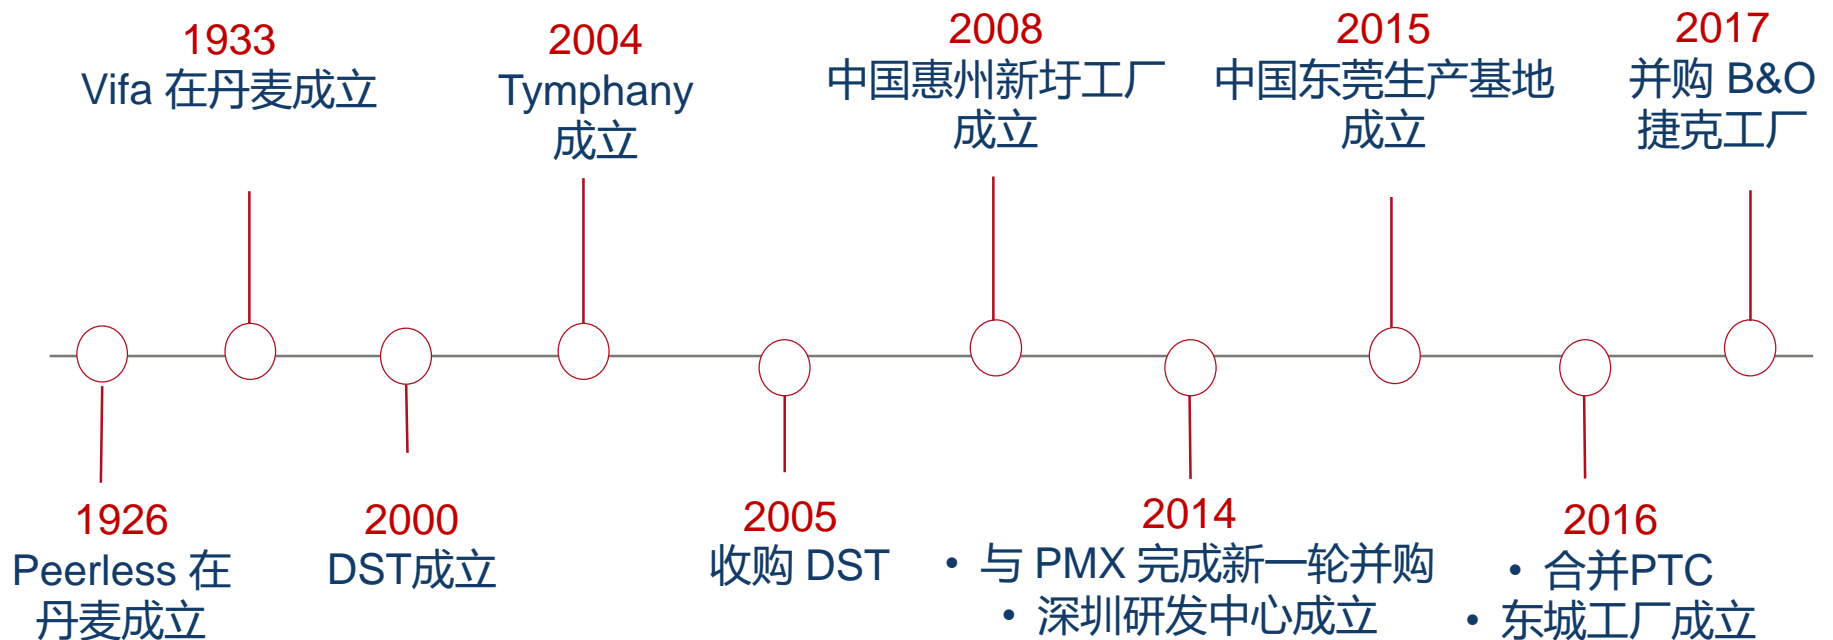 1933
Vifa 在丹麦成立
2004
Tymphany
成立
2008
中国惠州新圩工厂
成立
2015
中国东莞生产基地
成立
2017
并购 B&O
捷克工厂
1926
Peerless 在
丹麦成立
2000
DST成立
2005
收购 DST
2014
• 与 PMX 完成新一轮并购
• 深圳研发中心成立
2016
• 合并PTC
• 东城工厂成立